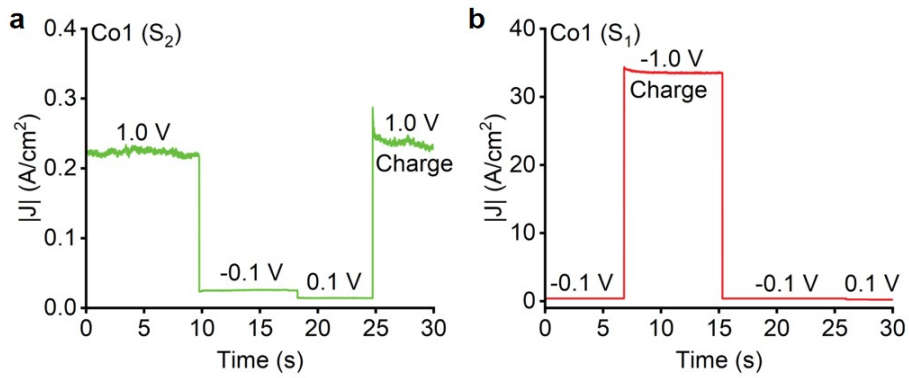 a
Co1 (S₂)
|J| (A/cm²)
0.4
0.3
0.2
0.1
0.0
1.0 V
-0.1 V
0.1 V
1.0 V
Charge
0 5 10 15 20 25 30
Time (s)
b
Co1 (S₁)
|J| (A/cm²)
40
30
20
10
0
-1.0 V
Charge
-0.1 V
-0.1 V
0.1 V
0 5 10 15 20 25 30
Time (s)